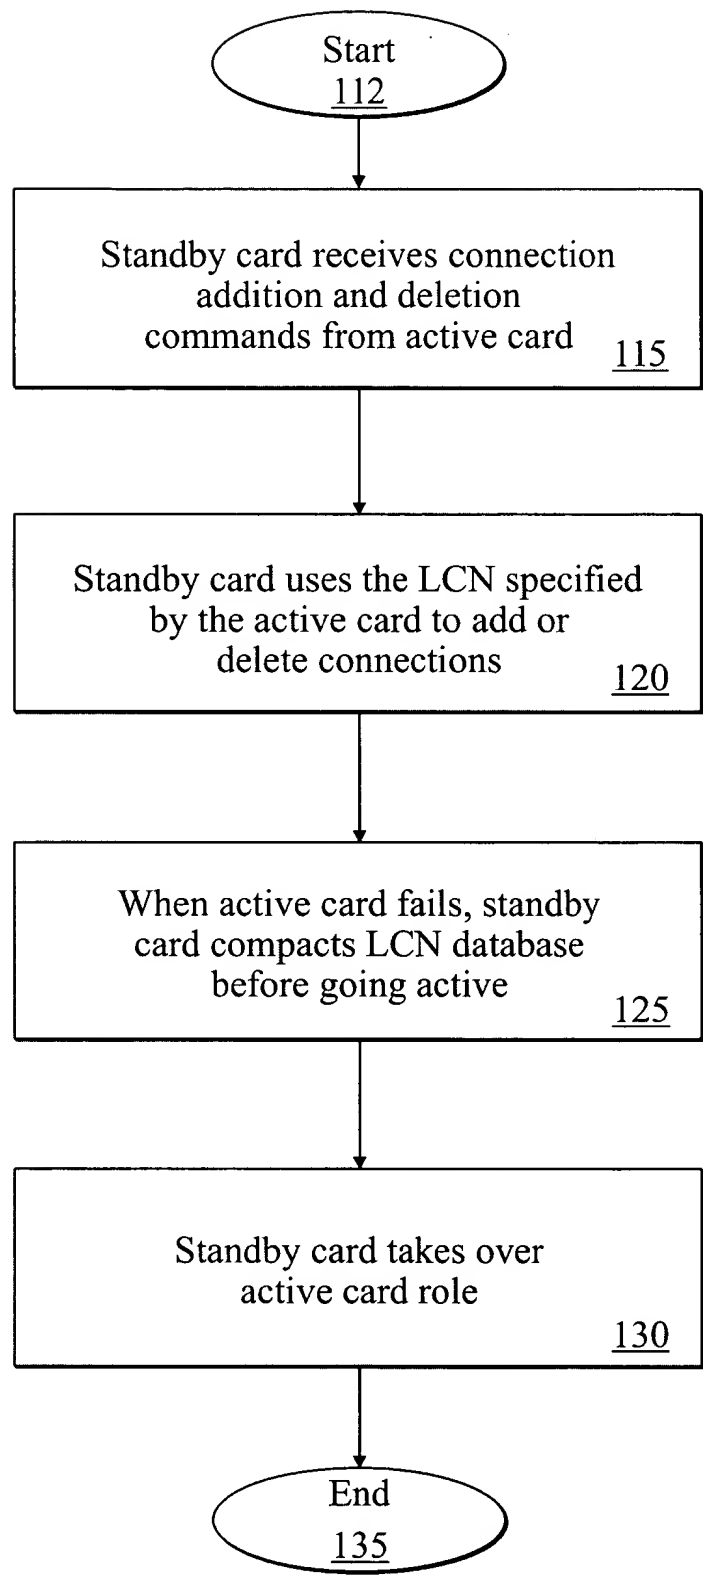 Start
112
Standby card receives connection
addition and deletion
commands from active card
115
Standby card uses the LCN specified
by the active card to add or
delete connections
120
When active card fails, standby
card compacts LCN database
before going active
125
Standby card takes over
active card role
130
End
135